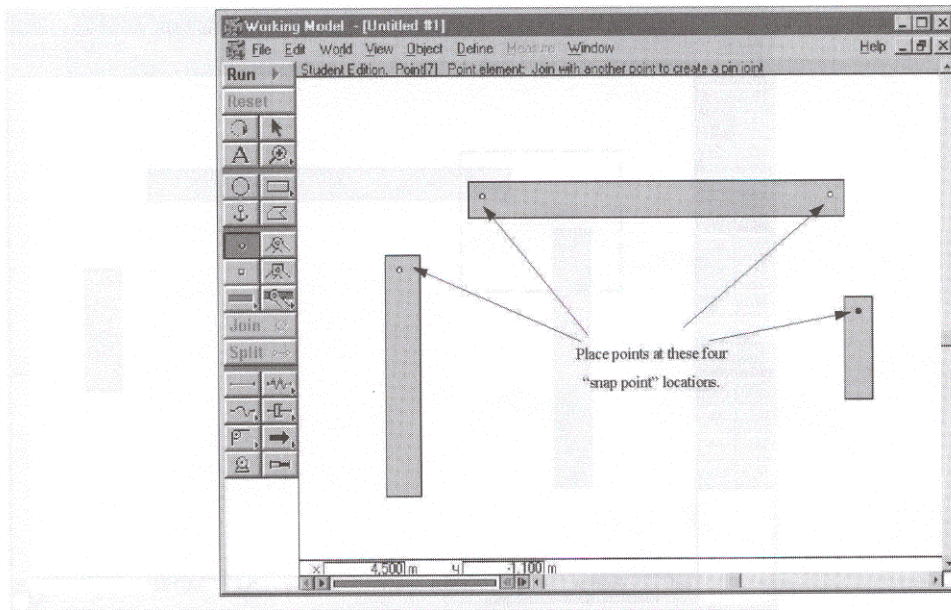 Working Model - [Untitled #1]
File Edit World View Object Define Measure Window Help
Run
Student Edition. Point[7] Point element: Join with another point to create a pin joint
Reset
A
Join
Split
Place points at these four
“snap point” locations.
x 4.500 m y -1.100 m